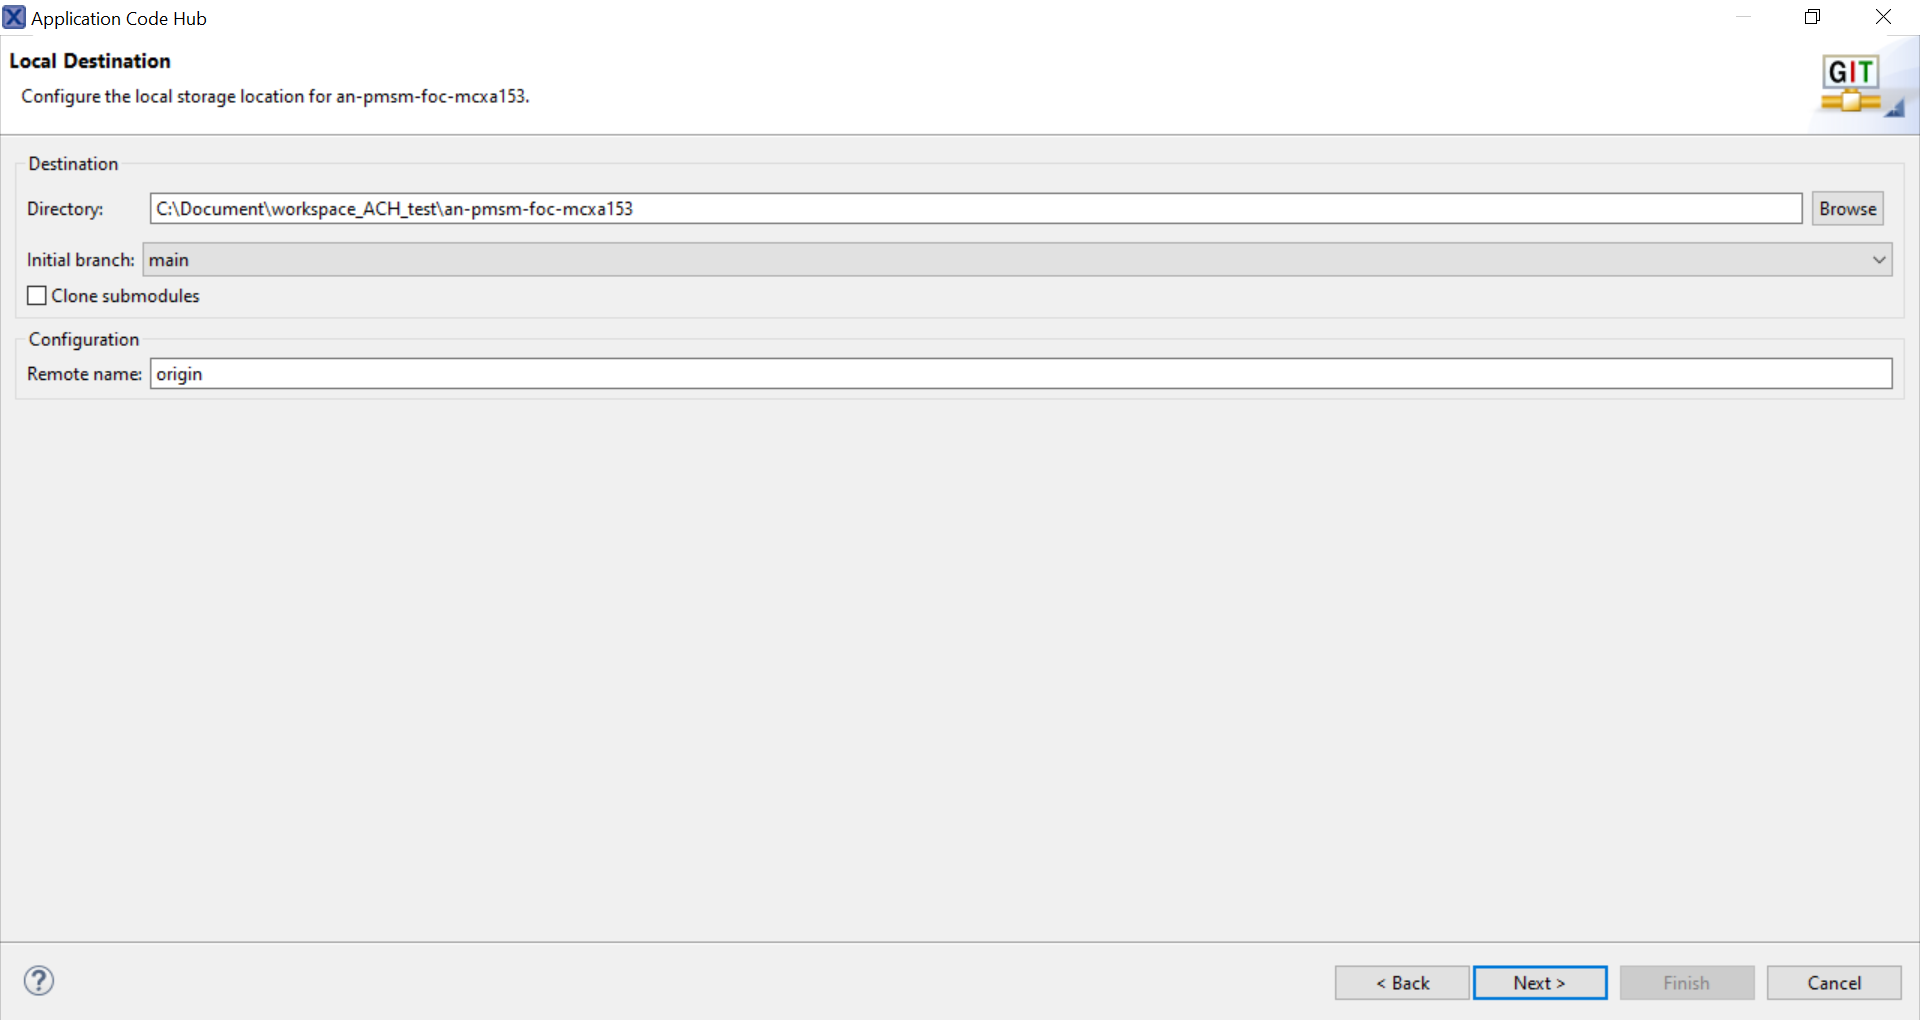 Application Code Hub
Local Destination
Configure the local storage location for an-pmsm-foc-mcxa153.
GIT
Destination
Directory: C:\Document\workspace_ACH_test\an-pmsm-foc-mcxa153 Browse
Initial branch: main
Clone submodules
Configuration
Remote name: origin
? < Back Next > Finish Cancel